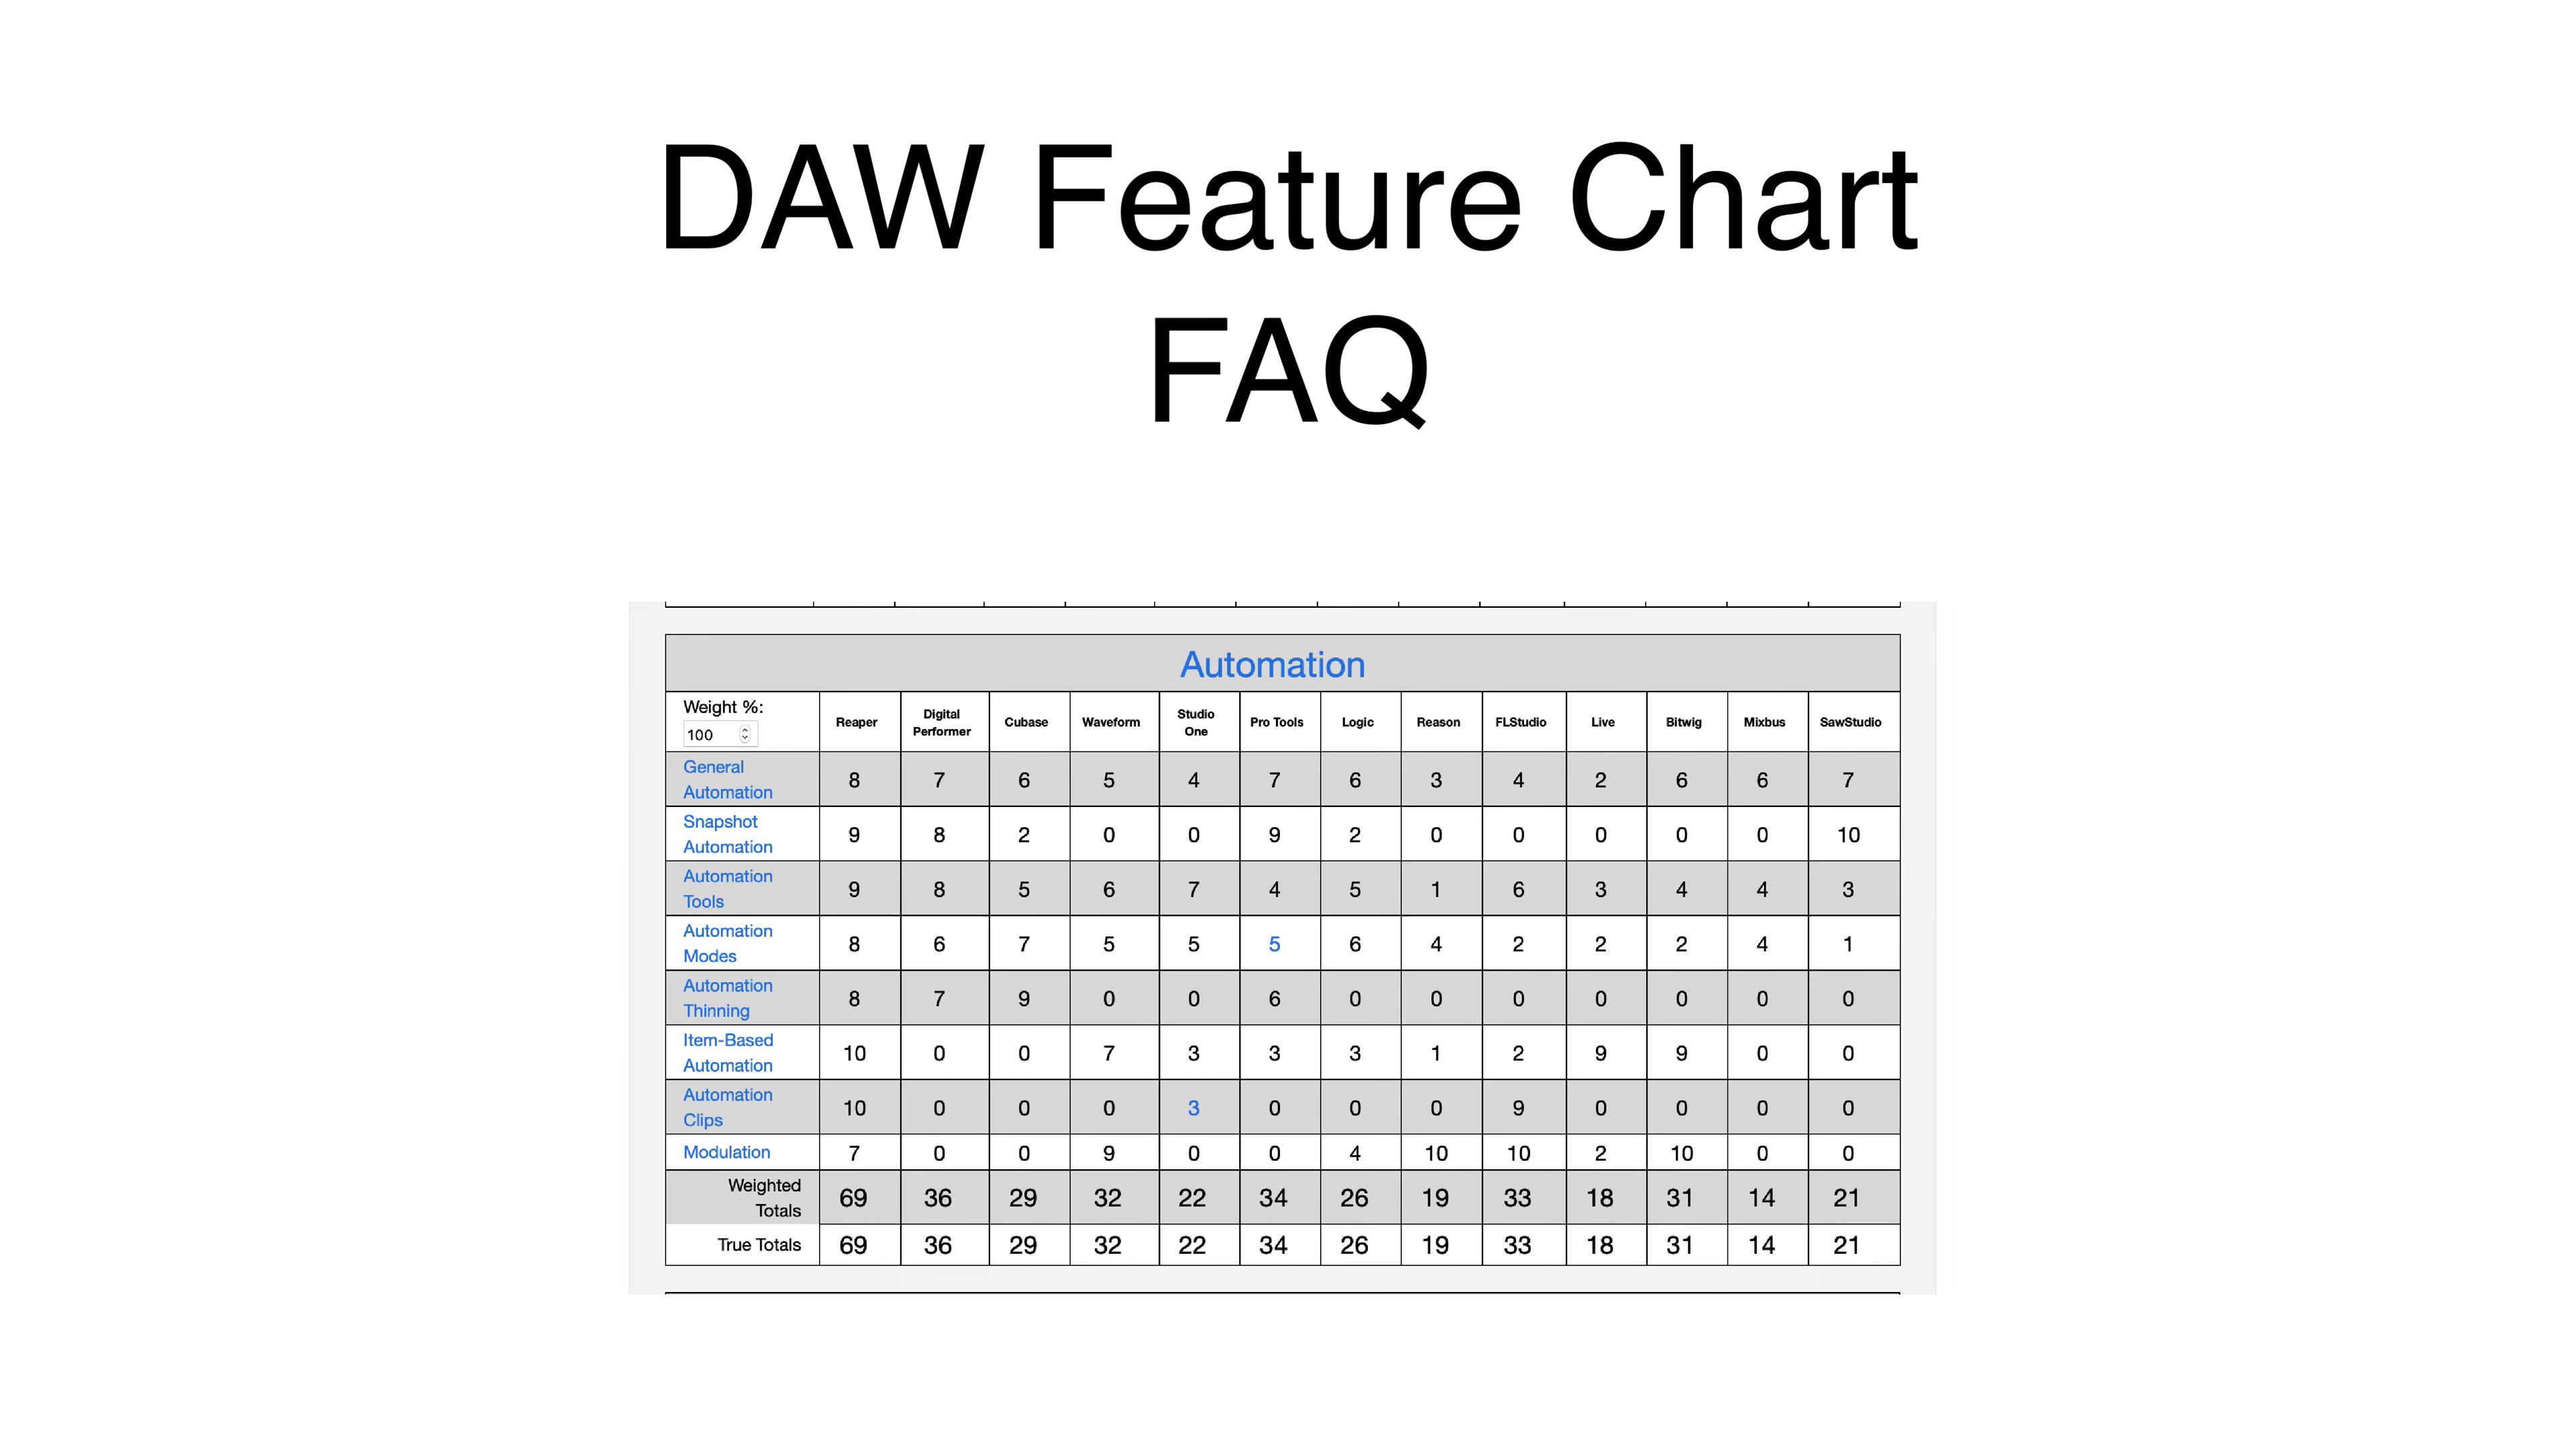 DAW Feature Chart
FAQ
Automation
Weight %: 100 Reaper Digital Performer Cubase Waveform Studio One Pro Tools Logic Reason FLStudio Live Bitwig Mixbus SawStudio
General Automation 8 7 6 5 4 7 6 3 4 2 6 6 7
Snapshot Automation 9 8 2 0 0 9 2 0 0 0 0 0 10
Automation Tools 9 8 5 6 7 4 5 1 6 3 4 4 3
Automation Modes 8 6 7 5 5 5 6 4 2 2 2 4 1
Automation Thinning 8 7 9 0 0 6 0 0 0 0 0 0 0
Item-Based Automation 10 0 0 7 3 3 3 1 2 9 9 0 0
Automation Clips 10 0 0 0 3 0 0 0 9 0 0 0 0
Modulation 7 0 0 9 0 0 4 10 10 2 10 0 0
Weighted Totals 69 36 29 32 22 34 26 19 33 18 31 14 21
True Totals 69 36 29 32 22 34 26 19 33 18 31 14 21